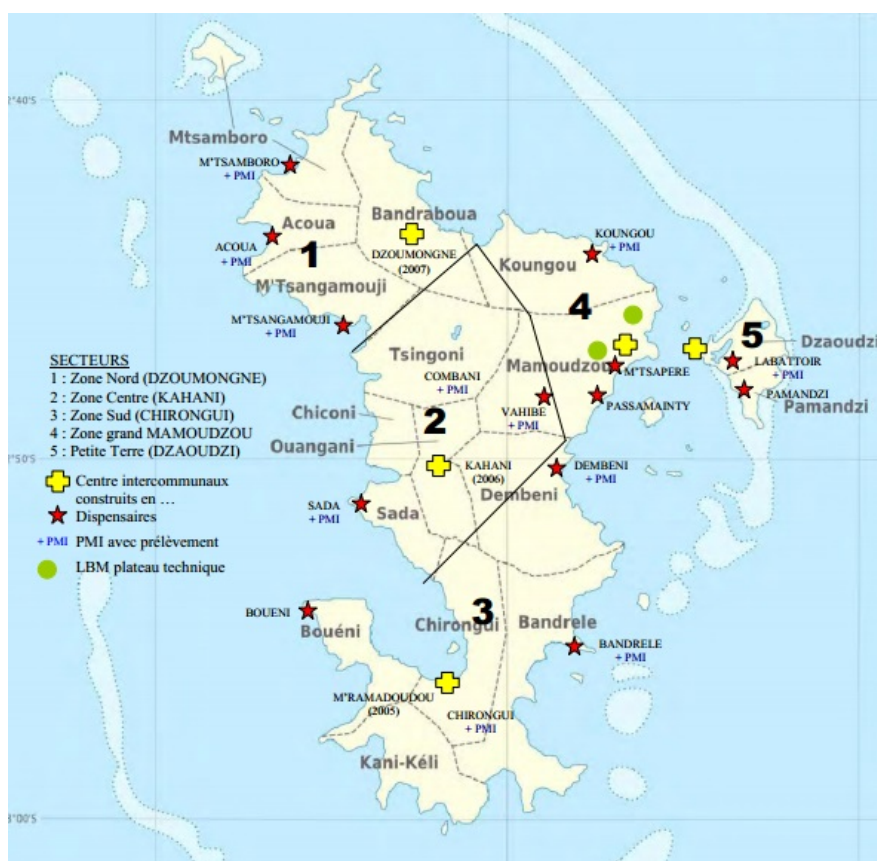 2°40'S
Mtsamboro
M'TSAMBORO
+ PMI
Acoua
Bandraboua
ACOUA
+ PMI
1
DZOUMONGNE
(2007)
KOUNGOU
+ PMI
Koungou
M'Tsangamouji
4
M'TSANGAMOUJI
+ PMI
5
Dzaoudzi
LABATTOIR
+ PMI
Tsingoni
Mamoudzou
M'TSAPERE
COMBANI
+ PMI
PAMANDZI
Pamandzi
VAHIBE
+ PMI
PASSAMAINTY
Chiconi
2
Ouangani
SECTEURS
1 : Zone Nord (DZOUMONGNE)
2 : Zone Centre (KAHANI)
3 : Zone Sud (CHIRONGUI)
4 : Zone grand MAMOUDZOU
5 : Petite Terre (DZAOUDZI)
Centre intercommunaux
construits en …
Dispensaires
+ PMI PMI avec prélèvement
LBM plateau technique
2°50'S
KAHANI
(2006)
DEMBENI
+ PMI
Dembeni
SADA
+ PMI
Sada
BOUENI
Bouéni
3
Chirongui
Bandrele
BANDRELE
+ PMI
M'RAMADOUDOU
(2005)
CHIRONGUI
+ PMI
Kani-Kéli
3°00'S